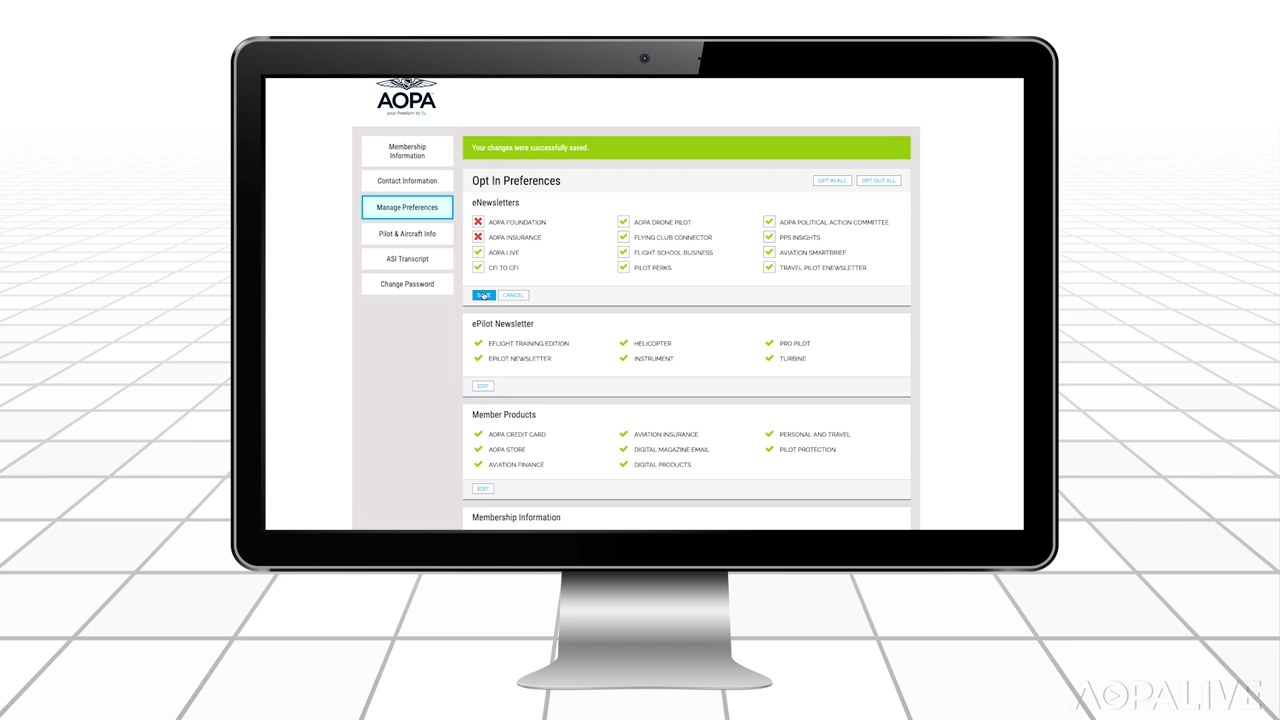 AOPA
your freedom to fly
Membership
Information
Contact Information
Manage Preferences
Pilot & Aircraft Info
ASI Transcript
Change Password
Your changes were successfully saved.
Opt In Preferences
OPT IN ALL
OPT OUT ALL
eNewsletters
AOPA FOUNDATION
AOPA DRONE PILOT
AOPA POLITICAL ACTION COMMITTEE
AOPA INSURANCE
FLYING CLUB CONNECTOR
PPS INSIGHTS
AOPA LIVE
FLIGHT SCHOOL BUSINESS
AVIATION SMARTBRIEF
CFI TO CFI
PILOT PERKS
TRAVEL PILOT ENEWSLETTER
CANCEL
ePilot Newsletter
EFLIGHT TRAINING EDITION
HELICOPTER
PRO PILOT
EPILOT NEWSLETTER
INSTRUMENT
TURBINE
EDIT
Member Products
AOPA CREDIT CARD
AVIATION INSURANCE
PERSONAL AND TRAVEL
AOPA STORE
DIGITAL MAGAZINE EMAIL
PILOT PROTECTION
AVIATION FINANCE
DIGITAL PRODUCTS
EDIT
Membership Information
AOPALIVE